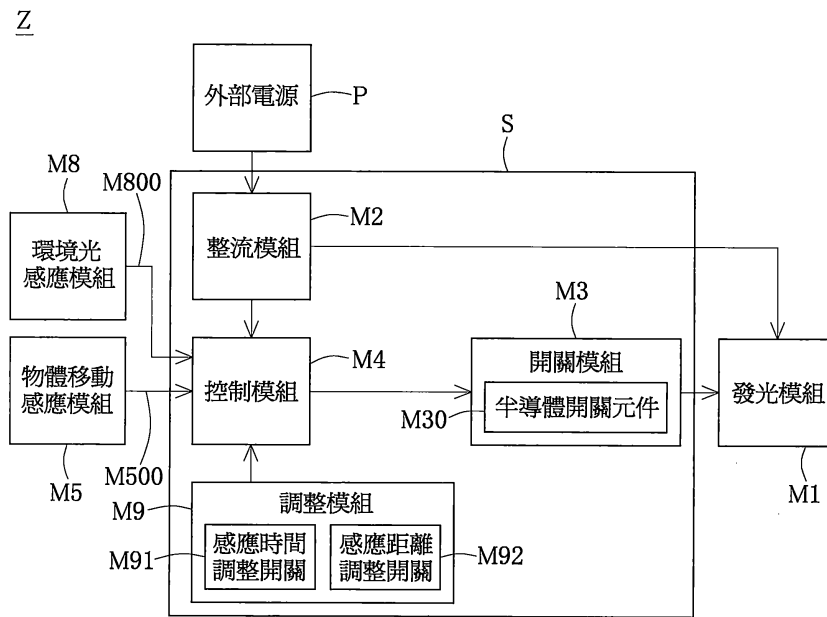 Z
外部電源
P
S
M8
M800
環境光
感應模組
整流模組
M2
M3
物體移動
感應模組
控制模組
M4
開關模組
M30
半導體開關元件
發光模組
M5
M500
M1
M9
調整模組
M91
感應時間
調整開關
感應距離
調整開關
M92